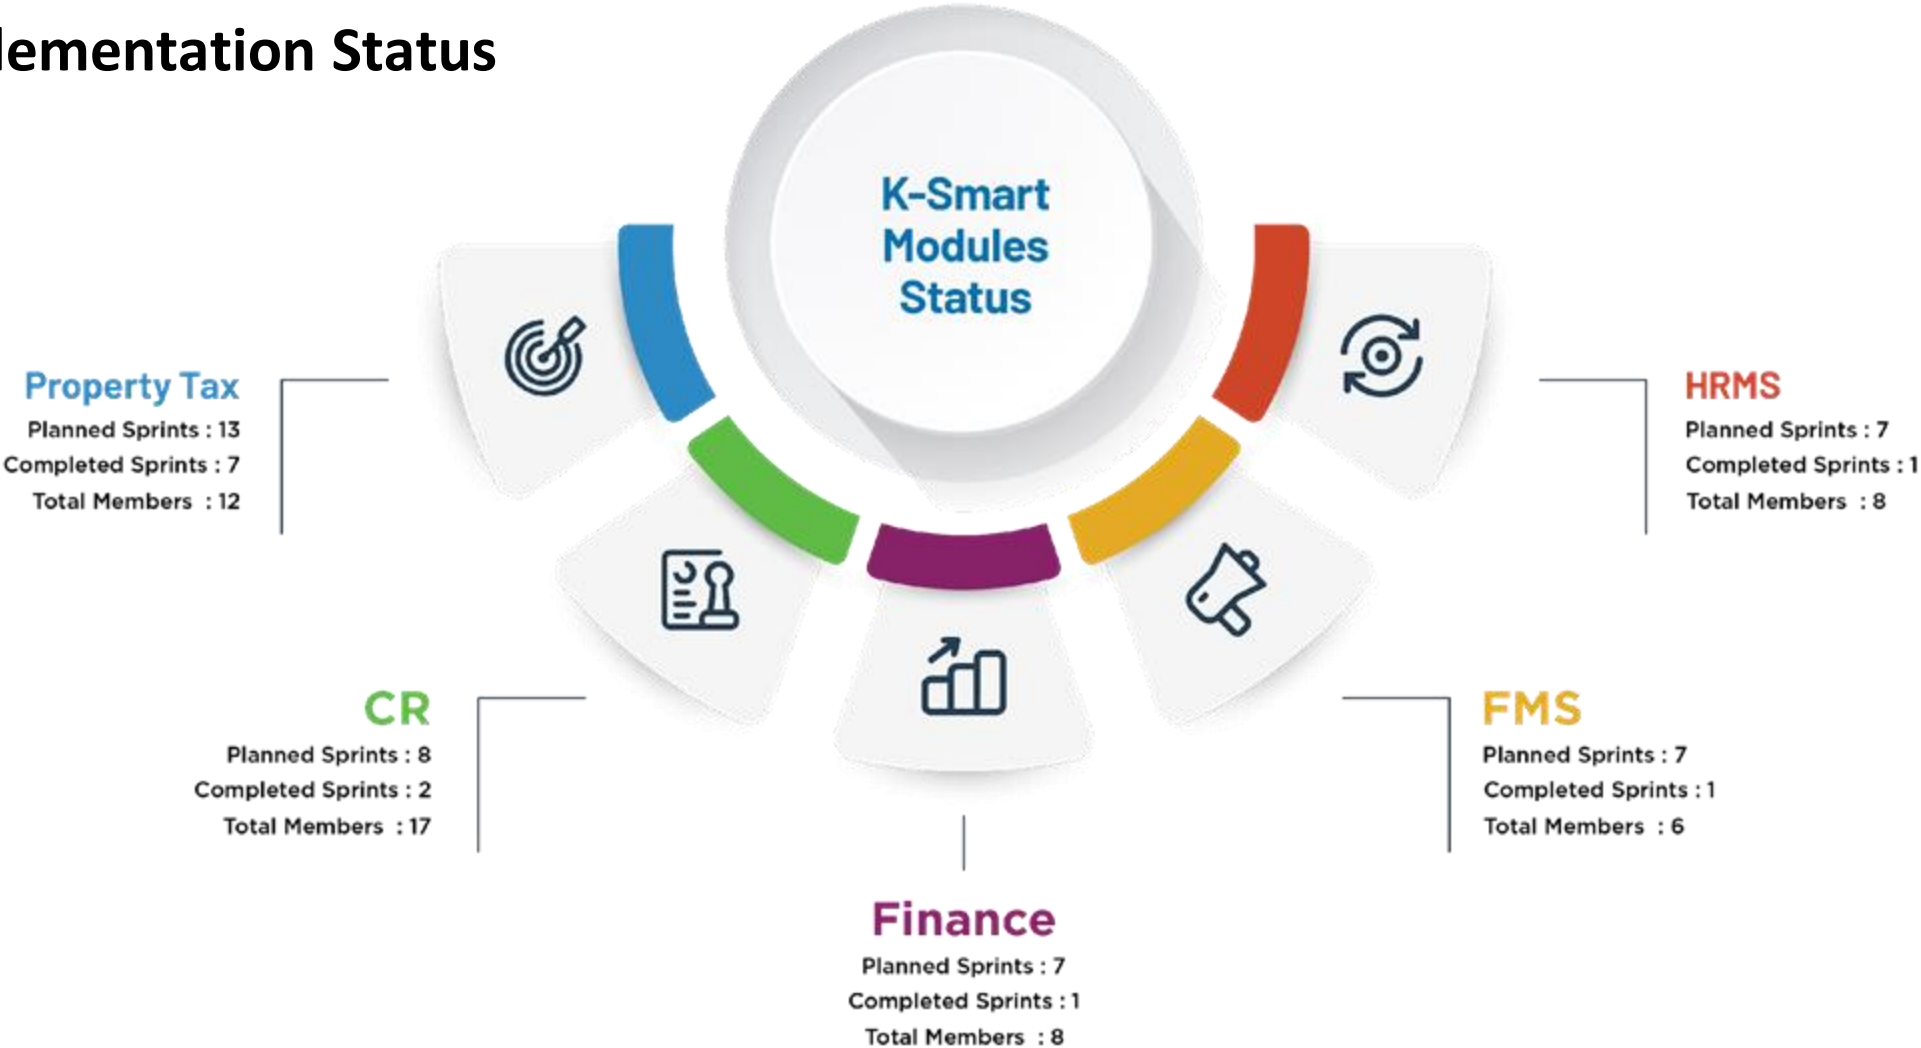 lementation Status
K-Smart
Modules
Status
Property Tax
Planned Sprints : 13
Completed Sprints : 7
Total Members : 12
CR
Planned Sprints : 8
Completed Sprints : 2
Total Members : 17
Finance
Planned Sprints : 7
Completed Sprints : 1
Total Members : 8
FMS
Planned Sprints : 7
Completed Sprints : 1
Total Members : 6
HRMS
Planned Sprints : 7
Completed Sprints : 1
Total Members : 8